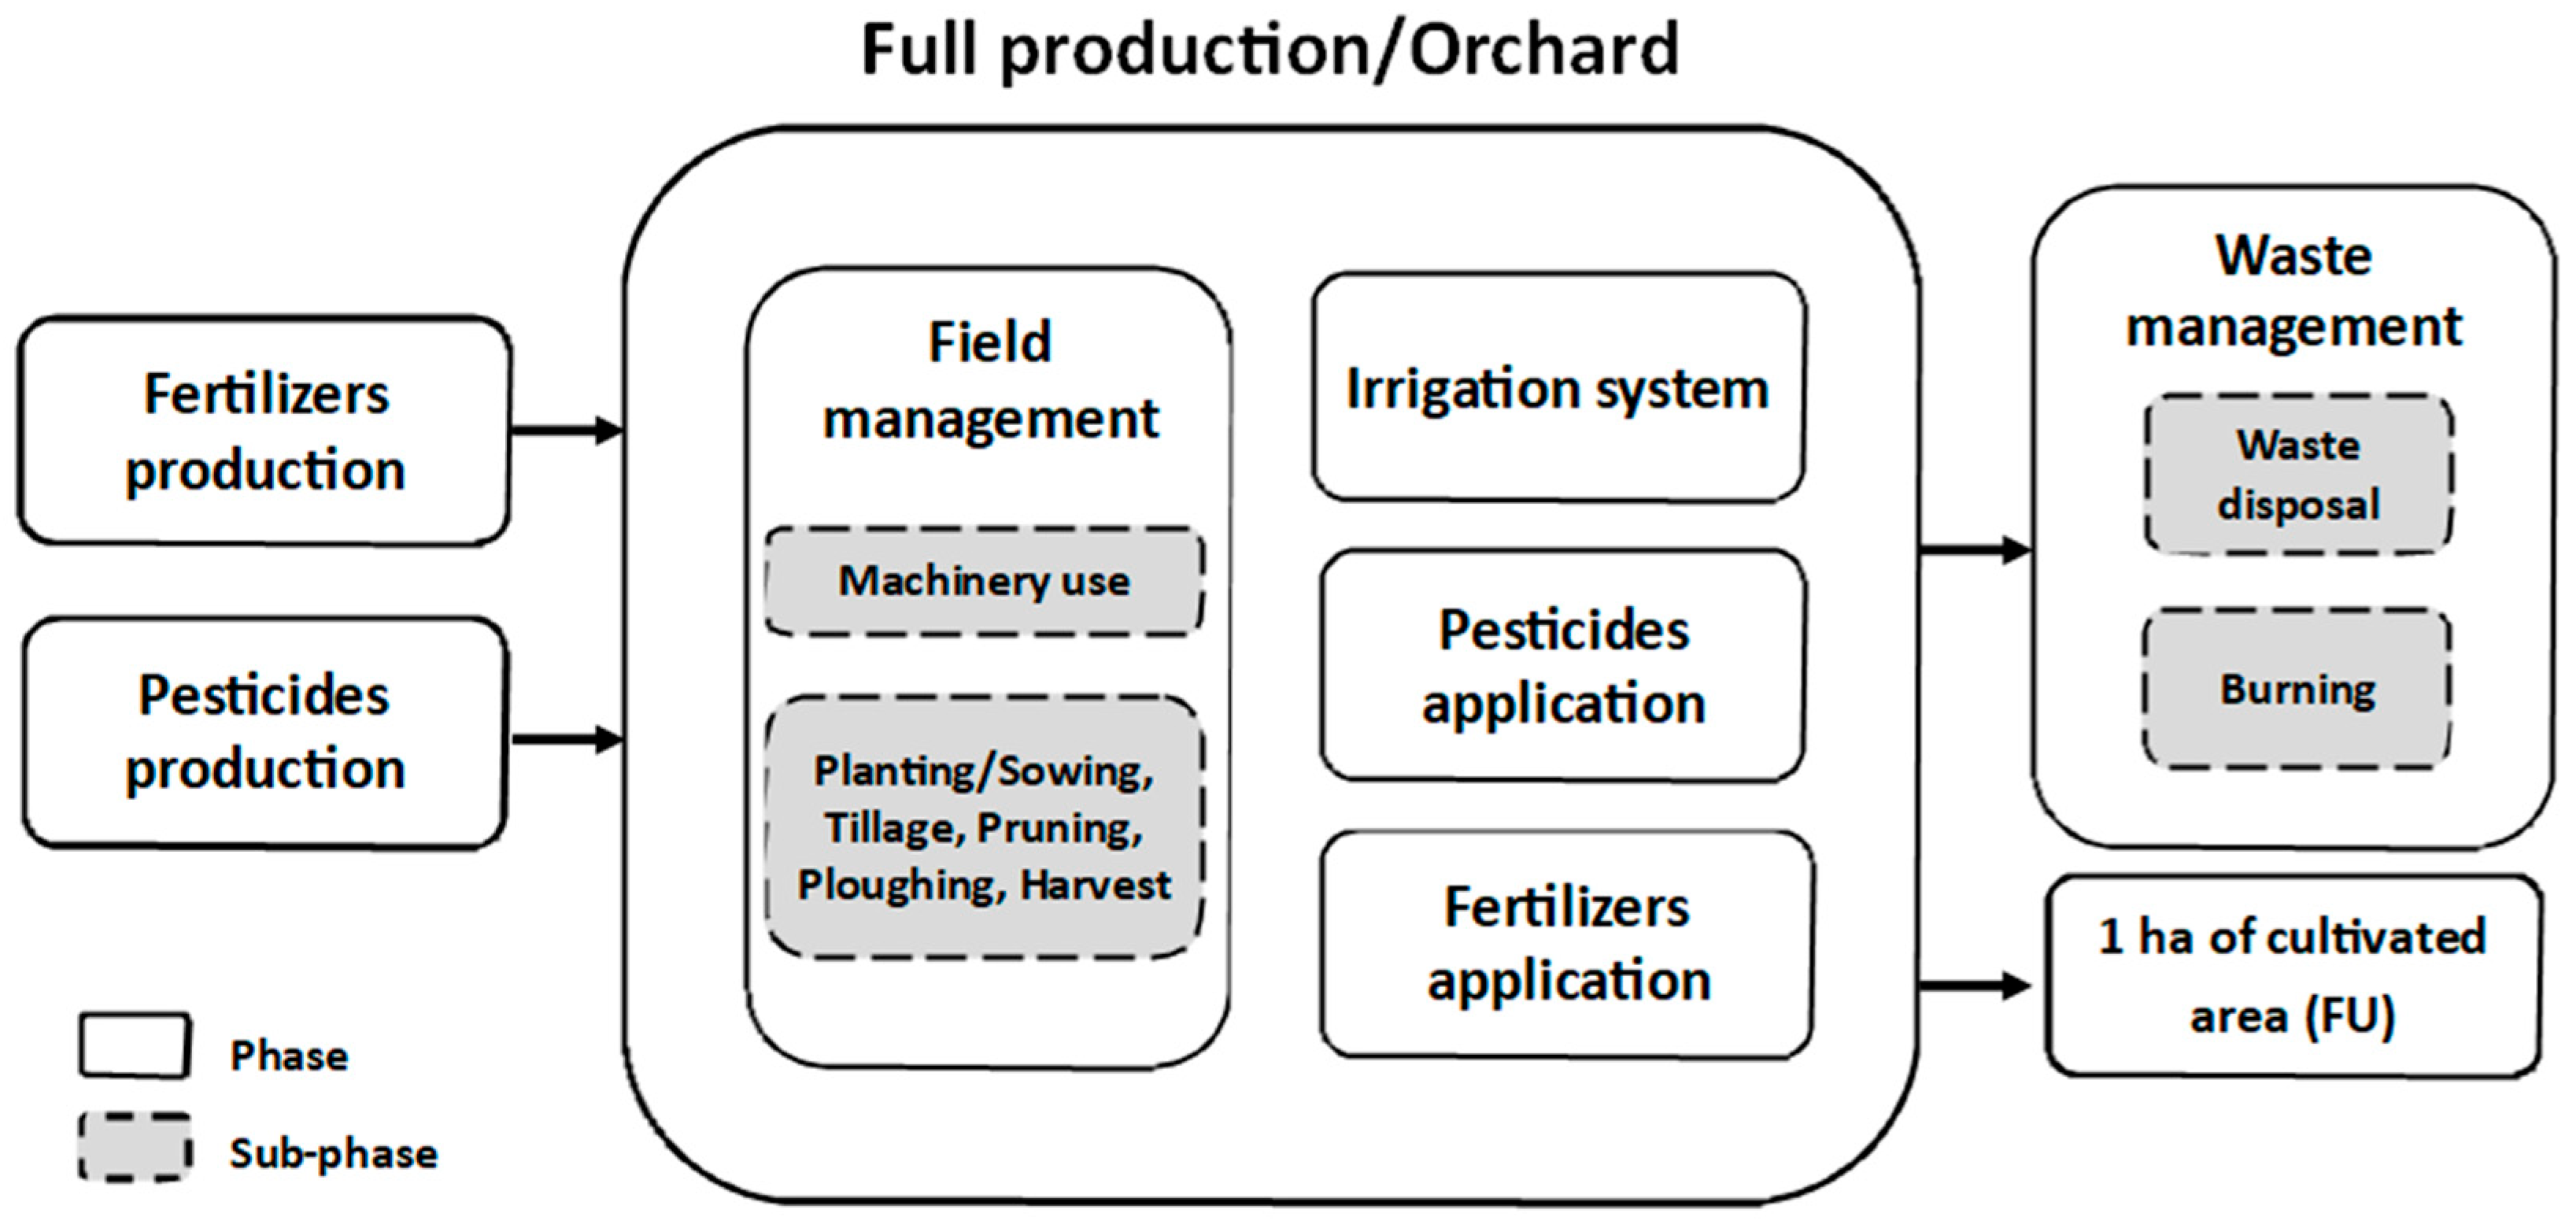 Full production/Orchard
Fertilizers
production
Pesticides
production
Field
management
Machinery use
Planting/Sowing,
Tillage, Pruning,
Ploughing, Harvest
Irrigation system
Pesticides
application
Fertilizers
application
Waste
management
Waste
disposal
Burning
1 ha of cultivated
area (FU)
Phase
Sub-phase